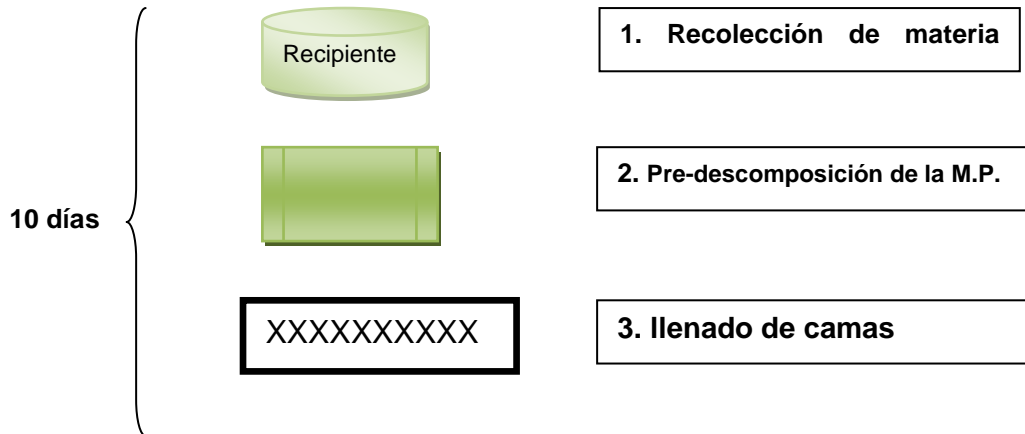 Recipiente
1. Recolección de materia
2. Pre-descomposición de la M.P.
10 días
XXXXXXXXXX
3. llenado de camas